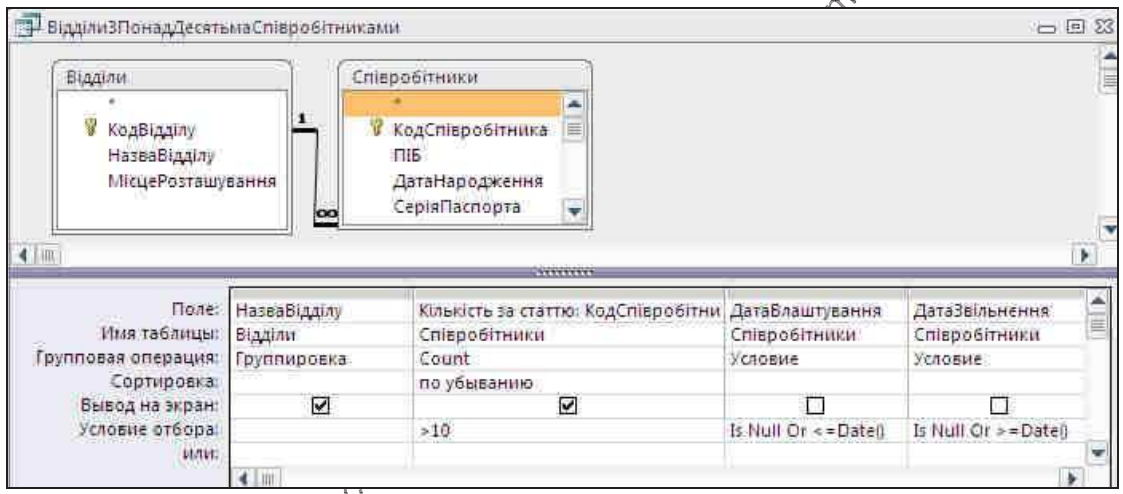 ВідділиЗПонадДесятьмаСпівробітниками
Відділи
*
КодВідділу
НазваВідділу
МісцеРозташування
1
∞
Співробітники
*
КодСпівробітника
ПІБ
ДатаНародження
СеріяПаспорта
Поле: НазваВідділу Кількість за статтю: КодСпівробітни ДатаВлаштування ДатаЗвільнення
Имя таблицы: Відділи Співробітники Співробітники Співробітники
Групповая операция: Группировка Count Условие Условие
Сортировка: по убыванию
Вывод на экран:
Условие отбора: >10 Is Null Or <=Date() Is Null Or >=Date()
или: